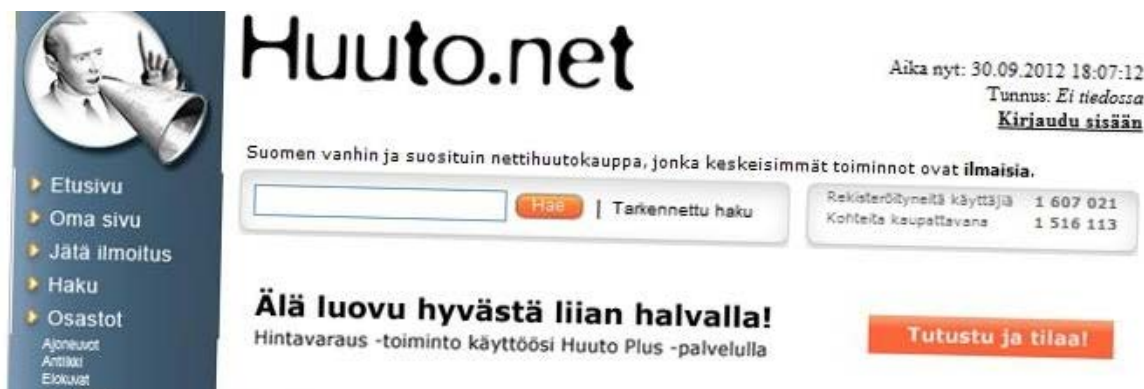 Huuto.net
Aika nyt: 30.09.2012 18:07:12
Tunnus: Ei tiedossa
Kirjaudu sisään
Suomen vanhin ja suosituin nettihuutokauppa, jonka keskeisimmät toiminnot ovat ilmaisia.
Hae | Tarkennettu haku
Rekisteröityneitä käyttäjiä 1 607 021
Kohteita kaupattavana 1 516 113
Etusivu
Oma sivu
Jätä ilmoitus
Haku
Osastot
Ajoneuvot
Antiikki
Elokuvat
Älä luovu hyvästä liian halvalla!
Hintavaraus -toiminto käyttöösi Huuto Plus -palvelulla
Tutustu ja tilaa!